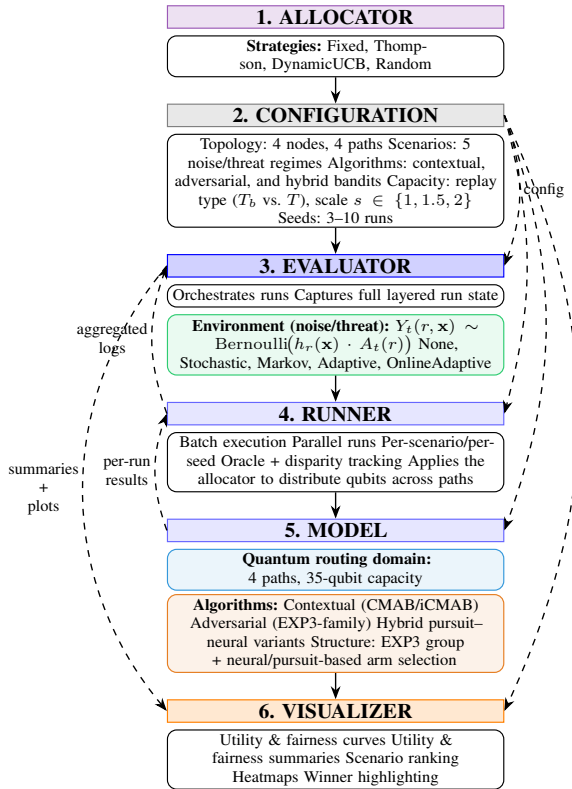 1. ALLOCATOR
Strategies: Fixed, Thomp-
son, DynamicUCB, Random
2. CONFIGURATION
Topology: 4 nodes, 4 paths Scenarios: 5
noise/threat regimes Algorithms: contextual,
adversarial, and hybrid bandits Capacity: replay
type (T_b vs. T), scale s ∈ {1, 1.5, 2}
Seeds: 3–10 runs
config
3. EVALUATOR
Orchestrates runs Captures full layered run state
Environment (noise/threat): Y_t(r, x) ∼
Bernoulli(h_r(x) · A_t(r)) None,
Stochastic, Markov, Adaptive, OnlineAdaptive
aggregated
logs
4. RUNNER
Batch execution Parallel runs Per-scenario/per-
seed Oracle + disparity tracking Applies the
allocator to distribute qubits across paths
summaries
+
plots
per-run
results
5. MODEL
Quantum routing domain:
4 paths, 35-qubit capacity
Algorithms: Contextual (CMAB/iCMAB)
Adversarial (EXP3-family) Hybrid pursuit–
neural variants Structure: EXP3 group
+ neural/pursuit-based arm selection
6. VISUALIZER
Utility & fairness curves Utility &
fairness summaries Scenario ranking
Heatmaps Winner highlighting